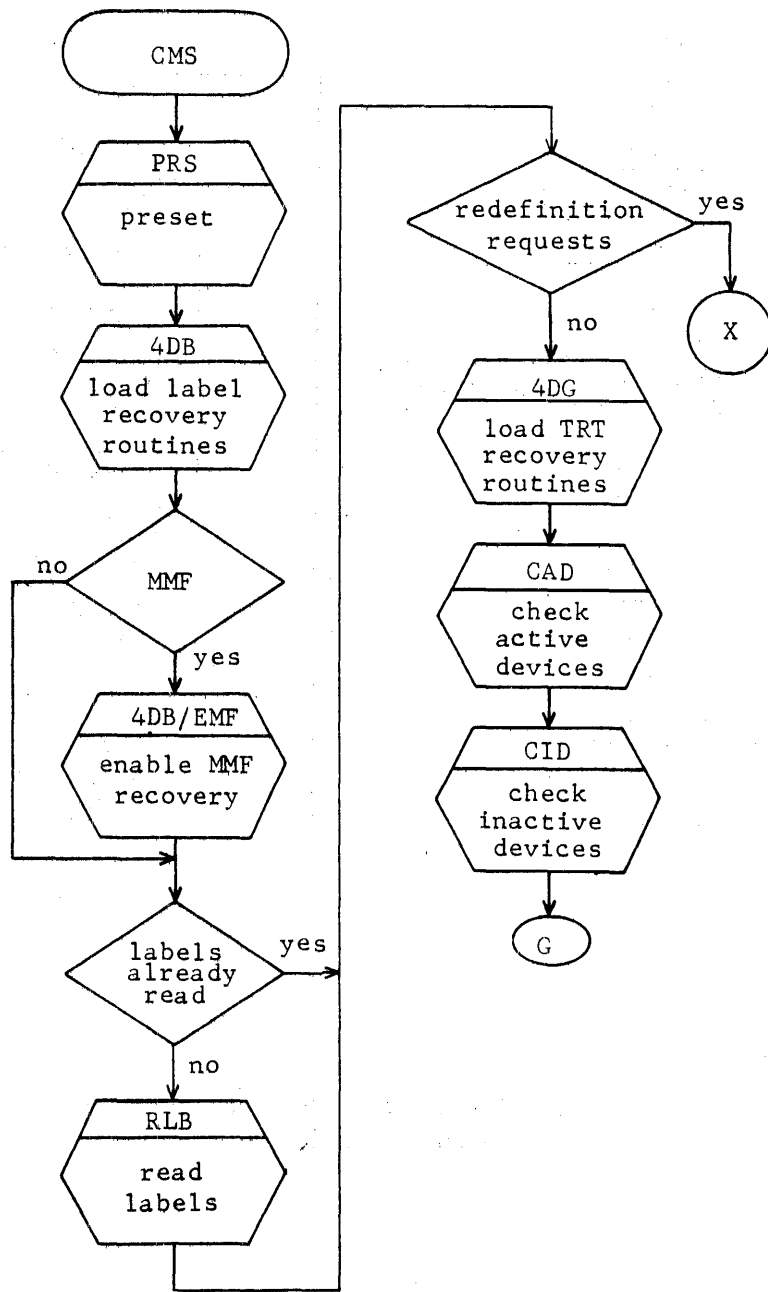 CMS
PRS
preset
4DB
load label
recovery
routines
no
MMF
yes
4DB/EMF
enable MMF
recovery
labels
already
read
yes
no
RLB
read
labels
redefinition
requests
yes
X
no
4DG
load TRT
recovery
routines
CAD
check
active
devices
CID
check
inactive
devices
G